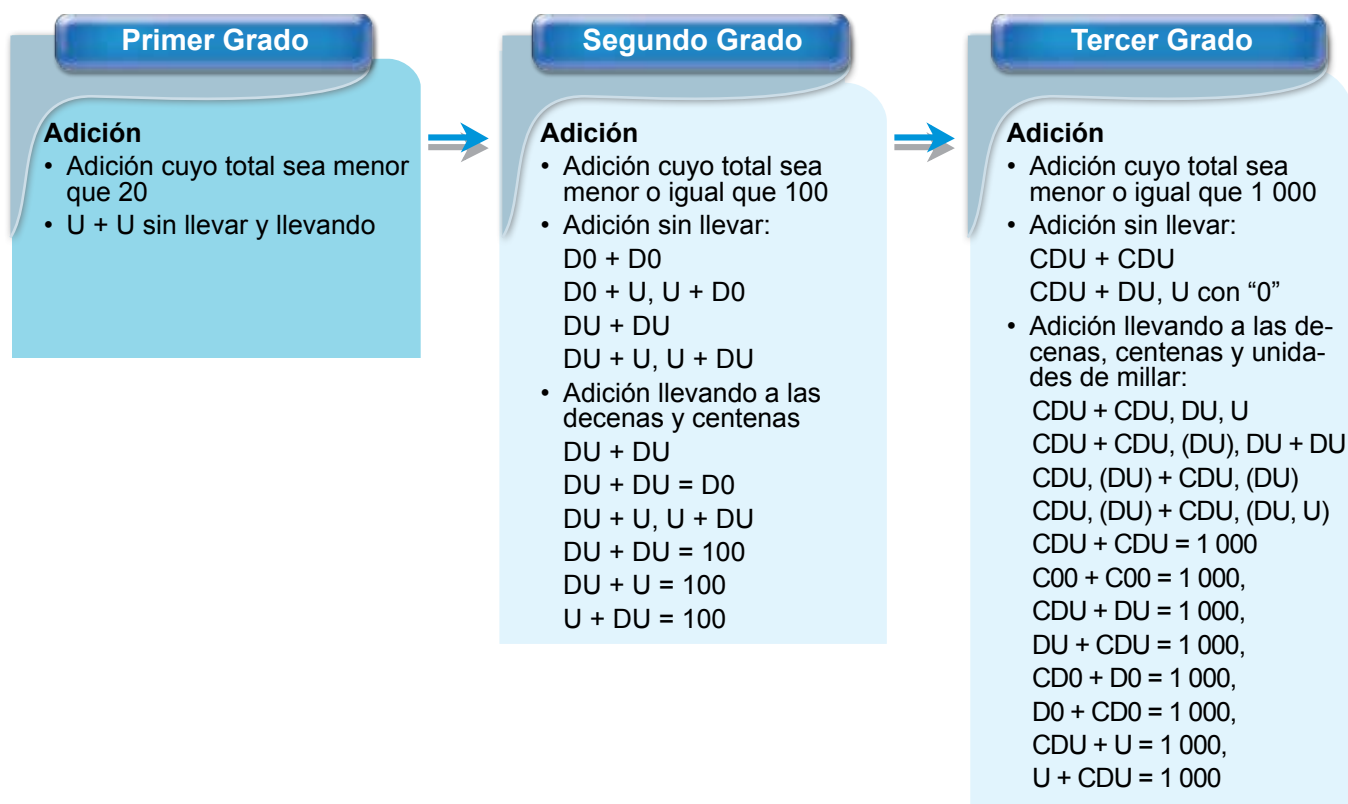 Primer Grado
Adición
• Adición cuyo total sea menor
que 20
• U + U sin llevar y llevando
Segundo Grado
Adición
• Adición cuyo total sea
menor o igual que 100
• Adición sin llevar:
D0 + D0
D0 + U, U + D0
DU + DU
DU + U, U + DU
• Adición llevando a las
decenas y centenas
DU + DU
DU + DU = D0
DU + U, U + DU
DU + DU = 100
DU + U = 100
U + DU = 100
Tercer Grado
Adición
• Adición cuyo total sea
menor o igual que 1 000
• Adición sin llevar:
CDU + CDU
CDU + DU, U con “0”
• Adición llevando a las de-
cenas, centenas y unida-
des de millar:
CDU + CDU, DU, U
CDU + CDU, (DU), DU + DU
CDU, (DU) + CDU, (DU)
CDU, (DU) + CDU, (DU, U)
CDU + CDU = 1 000
C00 + C00 = 1 000,
CDU + DU = 1 000,
DU + CDU = 1 000,
CD0 + D0 = 1 000,
D0 + CD0 = 1 000,
CDU + U = 1 000,
U + CDU = 1 000